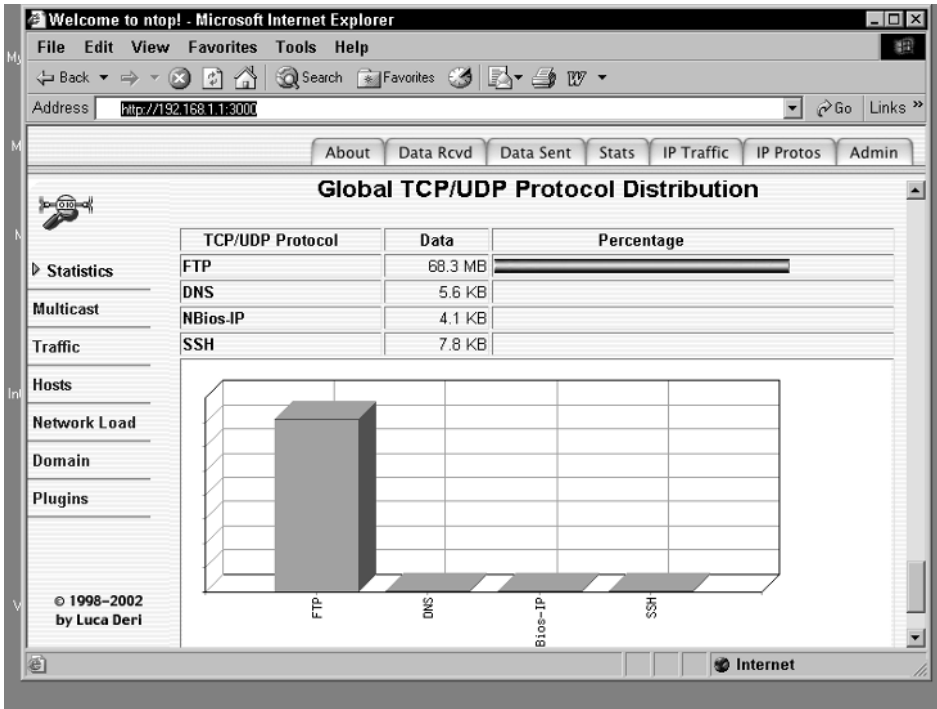 Welcome to ntop! - Microsoft Internet Explorer
File Edit View Favorites Tools Help
Back Search Favorites
Address http://192.168.1.1:3000 Go Links »
About Data Rcvd Data Sent Stats IP Traffic IP Protos Admin
Global TCP/UDP Protocol Distribution
TCP/UDP Protocol Data Percentage
FTP 68.3 MB
DNS 5.6 KB
NBios-IP 4.1 KB
SSH 7.8 KB
Statistics
Multicast
Traffic
Hosts
Network Load
Domain
Plugins
© 1998-2002
by Luca Deri
FTP
DNS
Bios-IP
SSH
Internet